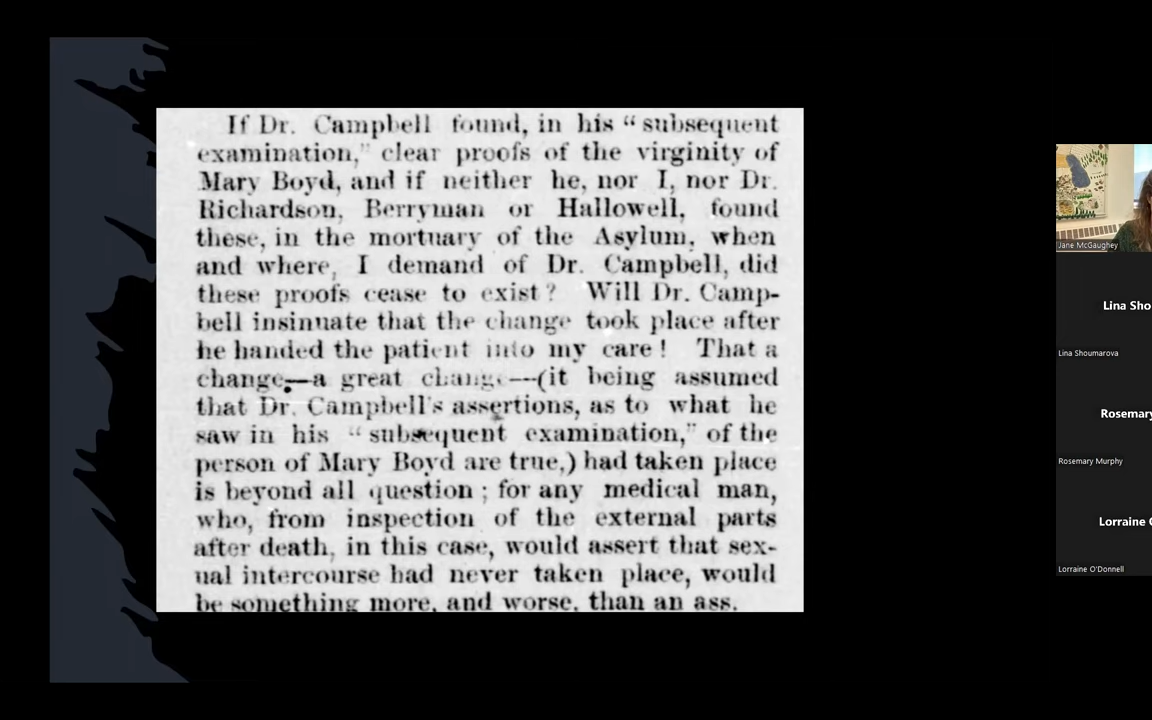 If Dr. Campbell found, in his “subsequent
examination,” clear proofs of the virginity of
Mary Boyd, and if neither he, nor I, nor Dr.
Richardson, Berryman or Hallowell, found
these, in the mortuary of the Asylum, when
and where, I demand of Dr. Campbell, did
these proofs cease to exist? Will Dr. Camp-
bell insinuate that the change took place after
he handed the patient into my care! That a
change,—a great change—(it being assumed
that Dr. Campbell's assertions, as to what he
saw in his “subsequent examination,” of the
person of Mary Boyd are true,) had taken place
is beyond all question; for any medical man,
who, from inspection of the external parts
after death, in this case, would assert that sex-
ual intercourse had never taken place, would
be something more, and worse, than an ass.
Jane McGaughey
Lina Sho
Lina Shoumarova
Rosemary
Rosemary Murphy
Lorraine
Lorraine O'Donnell